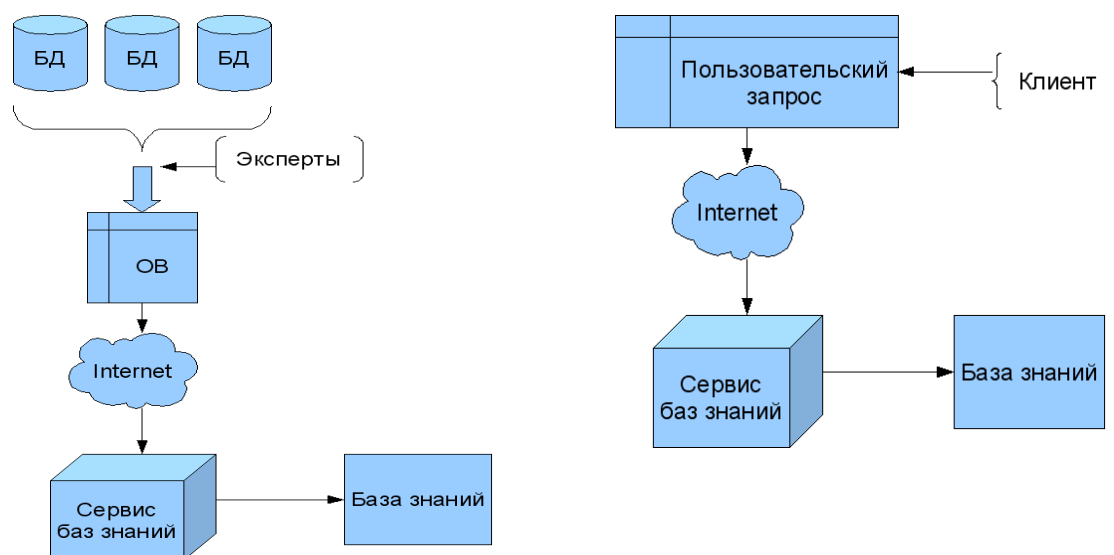 БД БД БД
Эксперты
ОВ
Internet
Сервис
баз знаний
База знаний
Пользовательский
запрос
Клиент
Internet
Сервис
баз знаний
База знаний